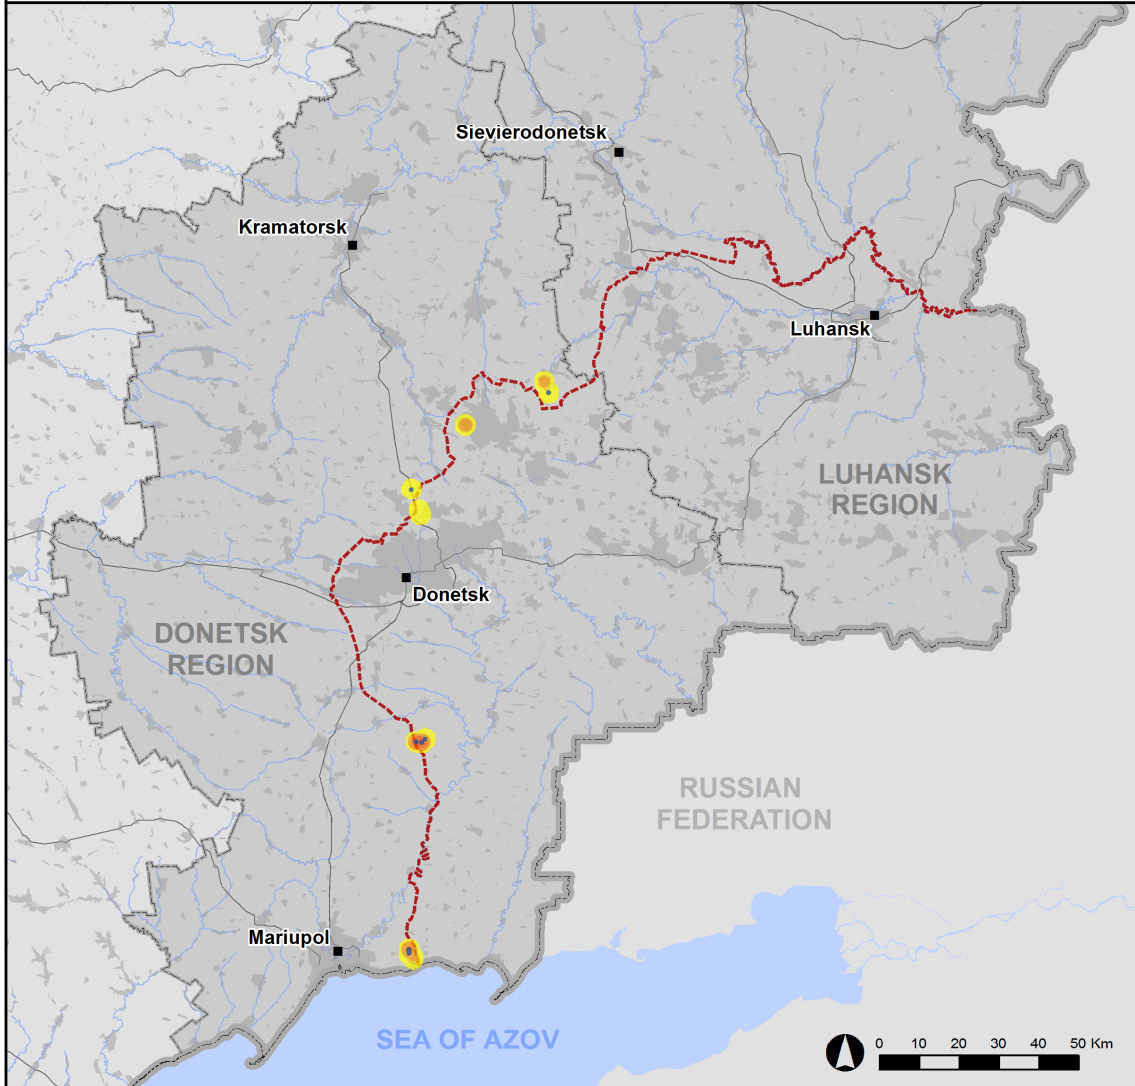 Sievierodonetsk
Kramatorsk
Luhansk
LUHANSK
REGION
Donetsk
DONETSK
REGION
RUSSIAN
FEDERATION
Mariupol
SEA OF AZOV
0 10 20 30 40 50 Km